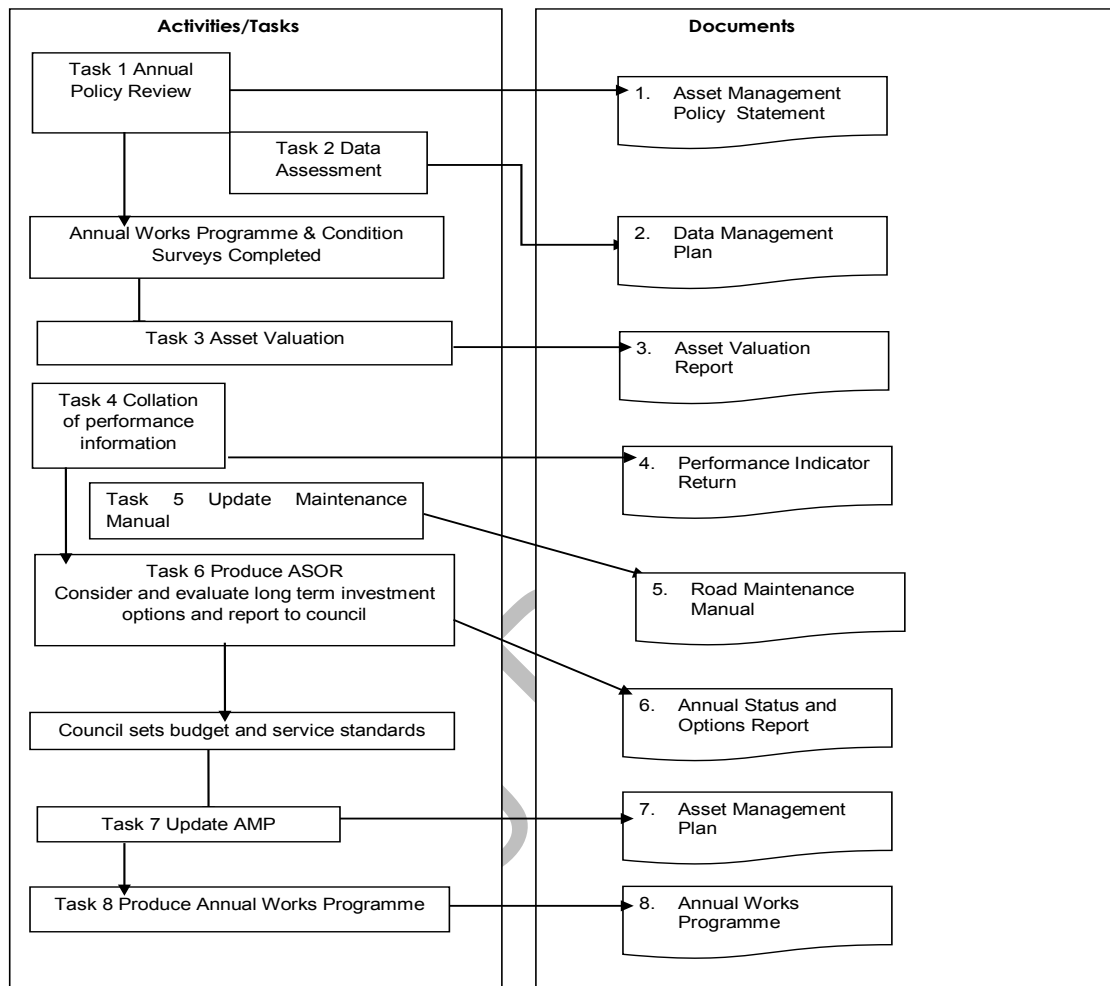 Activities/Tasks
Documents
Task 1 Annual
Policy Review
1. Asset Management
Policy Statement
Task 2 Data
Assessment
Annual Works Programme & Condition
Surveys Completed
2. Data Management
Plan
Task 3 Asset Valuation
3. Asset Valuation
Report
Task 4 Collation
of performance
information
4. Performance Indicator
Return
Task 5 Update Maintenance
Manual
Task 6 Produce ASOR
Consider and evaluate long term investment
options and report to council
5. Road Maintenance
Manual
6. Annual Status and
Options Report
Council sets budget and service standards
Task 7 Update AMP
7. Asset Management
Plan
Task 8 Produce Annual Works Programme
8. Annual Works
Programme